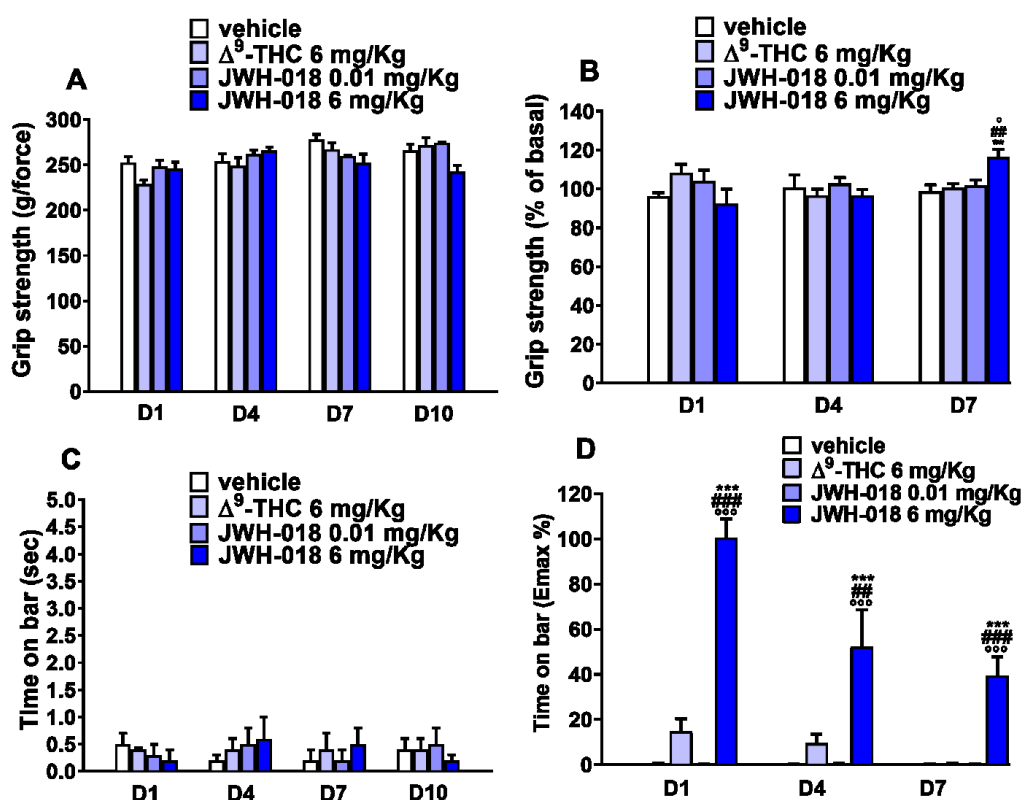 A
vehicle
Δ⁹-THC 6 mg/Kg
JWH-018 0.01 mg/Kg
JWH-018 6 mg/Kg
Grip strength (g/force)
300
250
200
150
100
50
0
D1 D4 D7 D10
B
vehicle
Δ⁹-THC 6 mg/Kg
JWH-018 0.01 mg/Kg
JWH-018 6 mg/Kg
Grip strength (% of basal)
140
120
100
80
60
40
20
0
°
##
**
D1 D4 D7
C
vehicle
Δ⁹-THC 6 mg/Kg
JWH-018 0.01 mg/Kg
JWH-018 6 mg/Kg
Time on bar (sec)
5.0
4.5
4.0
3.5
3.0
2.5
2.0
1.5
1.0
0.5
0.0
D1 D4 D7 D10
D
vehicle
Δ⁹-THC 6 mg/Kg
JWH-018 0.01 mg/Kg
JWH-018 6 mg/Kg
Time on bar (Emax %)
120
100
80
60
40
20
0
***
###
°°°
***
##
°°°
***
###
°°°
D1 D4 D7